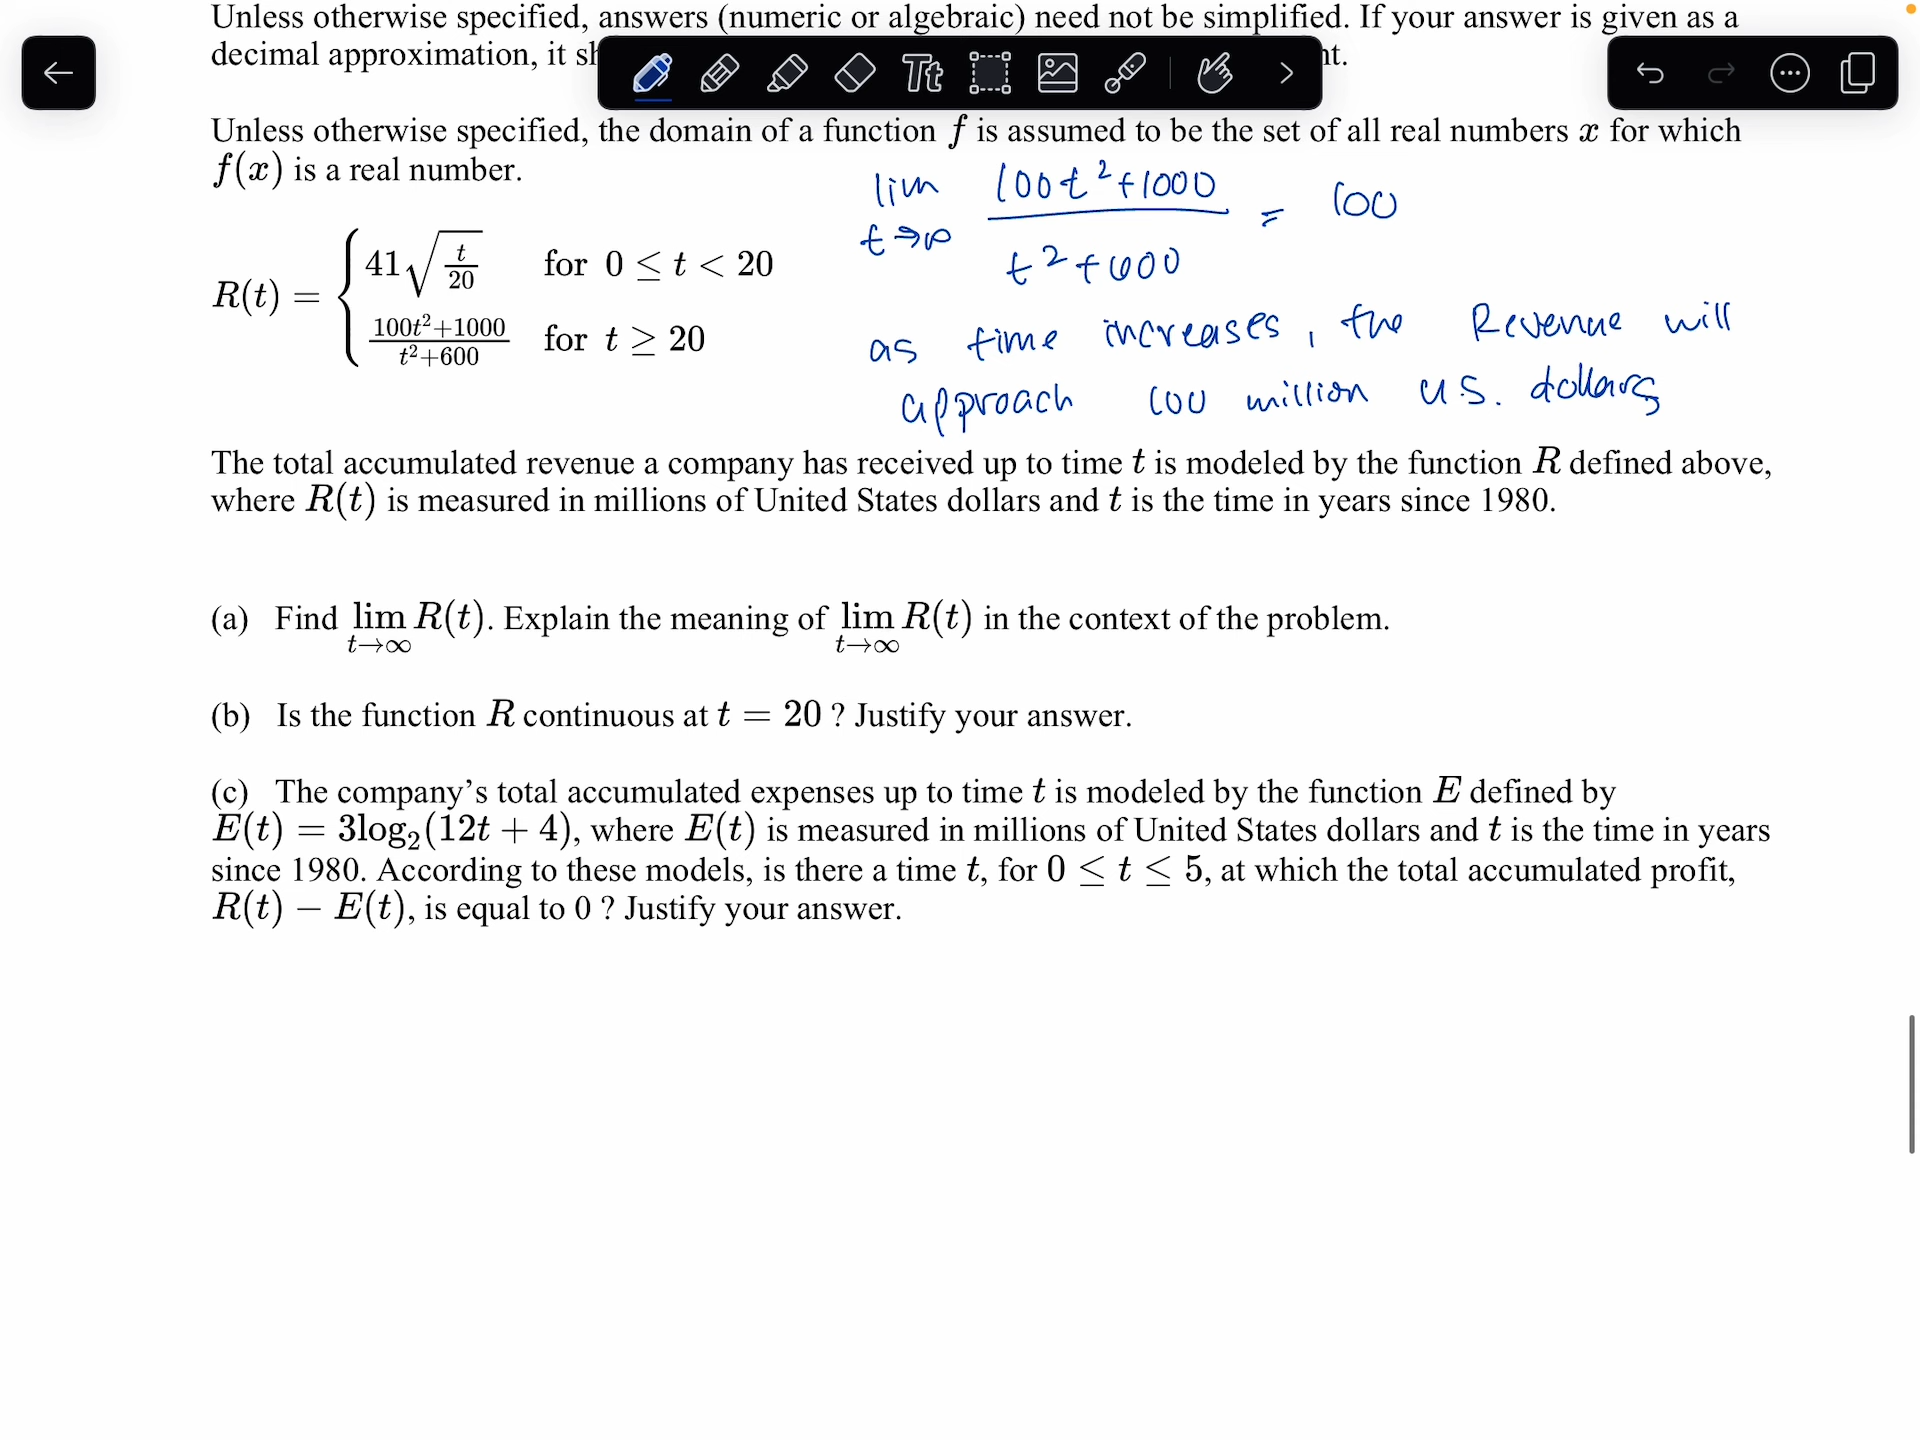 Unless otherwise specified, answers (numeric or algebraic) need not be simplified. If your answer is given as a
decimal approximation, it
Tt
Unless otherwise specified, the domain of a function f is assumed to be the set of all real numbers x for which
f(x) is a real number.
lim t→∞ (100t²+1000)/(t²+600) = 100
R(t) = { 41√(t/20) for 0 ≤ t < 20
(100t²+1000)/(t²+600) for t ≥ 20
as time increases, the Revenue will
approach 100 million U.S. dollars
The total accumulated revenue a company has received up to time t is modeled by the function R defined above,
where R(t) is measured in millions of United States dollars and t is the time in years since 1980.
(a) Find lim t→∞ R(t). Explain the meaning of lim t→∞ R(t) in the context of the problem.
(b) Is the function R continuous at t = 20 ? Justify your answer.
(c) The company's total accumulated expenses up to time t is modeled by the function E defined by
E(t) = 3log₂(12t + 4), where E(t) is measured in millions of United States dollars and t is the time in years
since 1980. According to these models, is there a time t, for 0 ≤ t ≤ 5, at which the total accumulated profit,
R(t) − E(t), is equal to 0 ? Justify your answer.